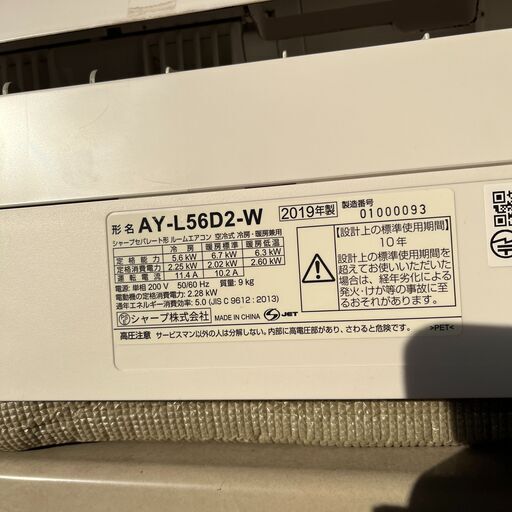 形名 AY-L56D2-W 2019年製 製造番号 01000093
シャープセパレート形 ルームエアコン 空冷式 冷房・暖房兼用
冷房 暖房標準 暖房低温
定格能力 5.6 kW 6.7 kW 6.3 kW
定格消費電力 2.25 kW 2.02 kW 2.60 kW
運転電流 11.4 A 10.2 A
電源: 単相 200 V 50/60 Hz 質量: 9 kg
電動機の定格消費電力: 2.28 kW
通年エネルギー消費効率: 5.0 (JIS C 9612 : 2013)
シャープ株式会社 MADE IN CHINA JET
【設計上の標準使用期間】
10年
設計上の標準使用期間を
超えてお使いいただいた
場合は、経年劣化による
発火・けが等の事故に至
るおそれがあります。
高圧注意 サービスマン以外の人は分解しない。内部に高電圧部があり、さわると危険です。 >PET<